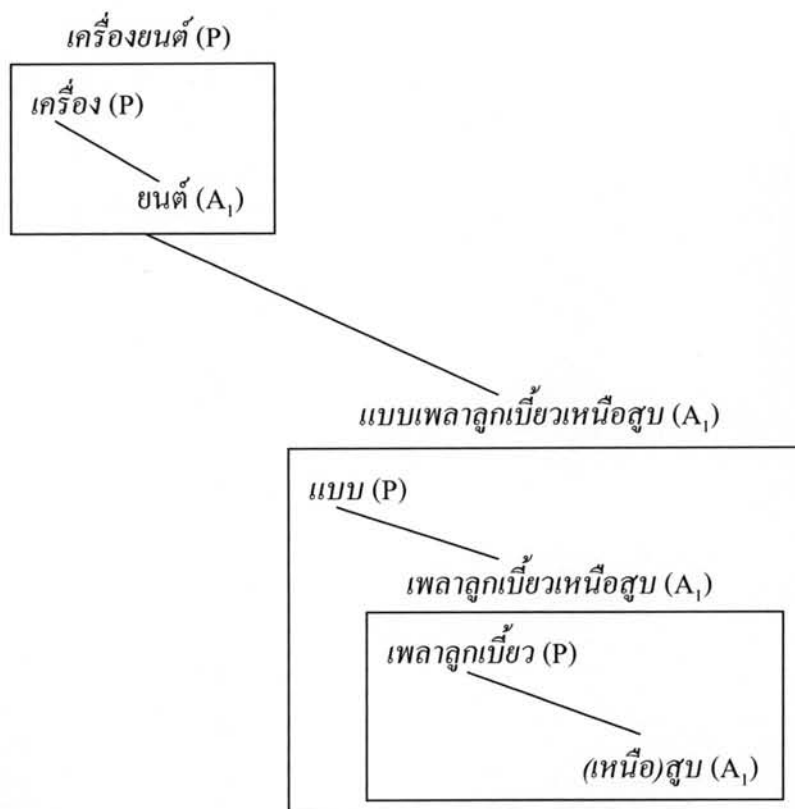 เครื่องยนต์ (P)
เครื่อง (P)
ยนต์ (A₁)
แบบเพลาลูกเบี้ยวเหนือสูบ (A₁)
แบบ (P)
เพลาลูกเบี้ยวเหนือสูบ (A₁)
เพลาลูกเบี้ยว (P)
(เหนือ)สูบ (A₁)